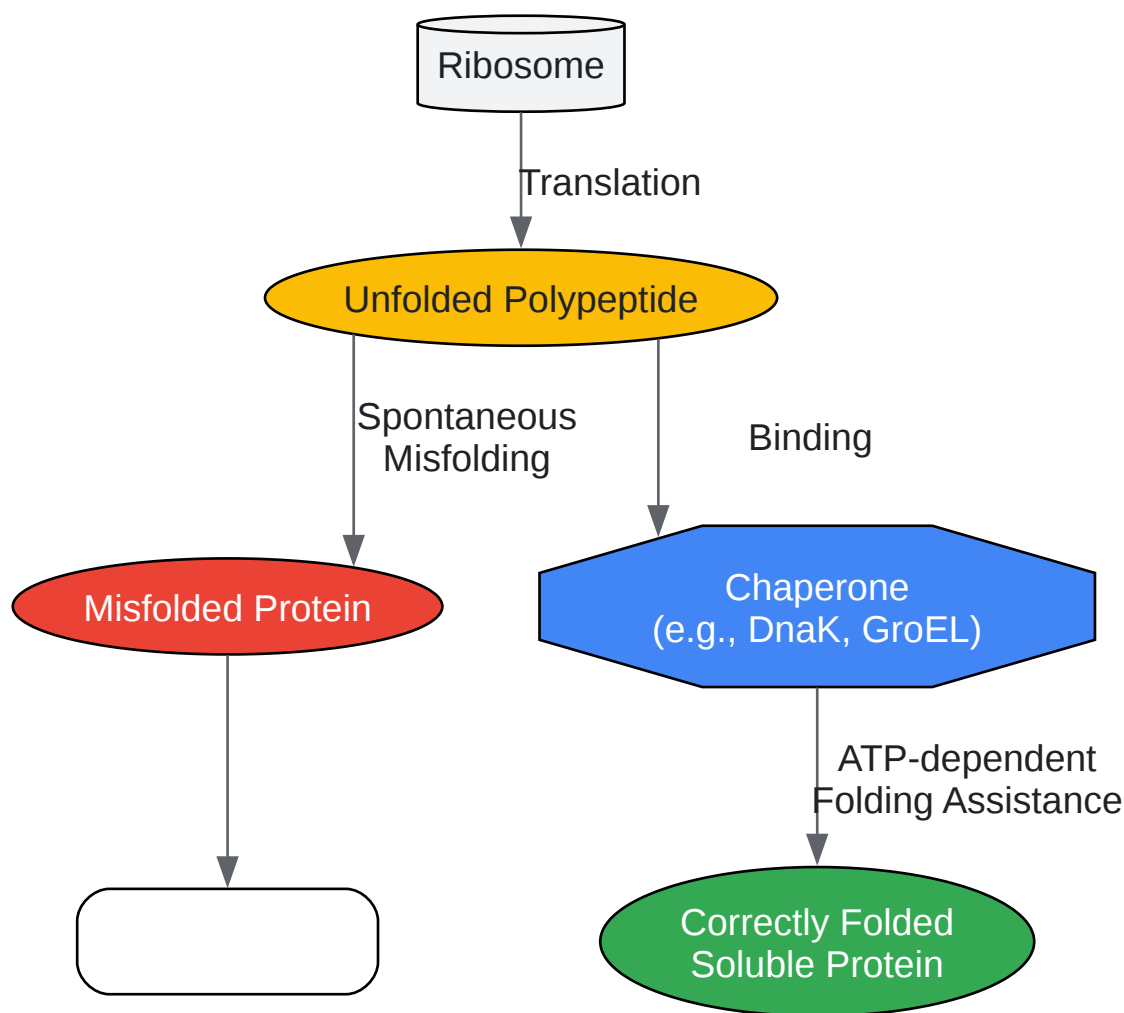 Ribosome
Translation
Unfolded Polypeptide
Spontaneous
Misfolding
Binding
Misfolded Protein
Chaperone
(e.g., DnaK, GroEL)
ATP-dependent
Folding Assistance
Correctly Folded
Soluble Protein